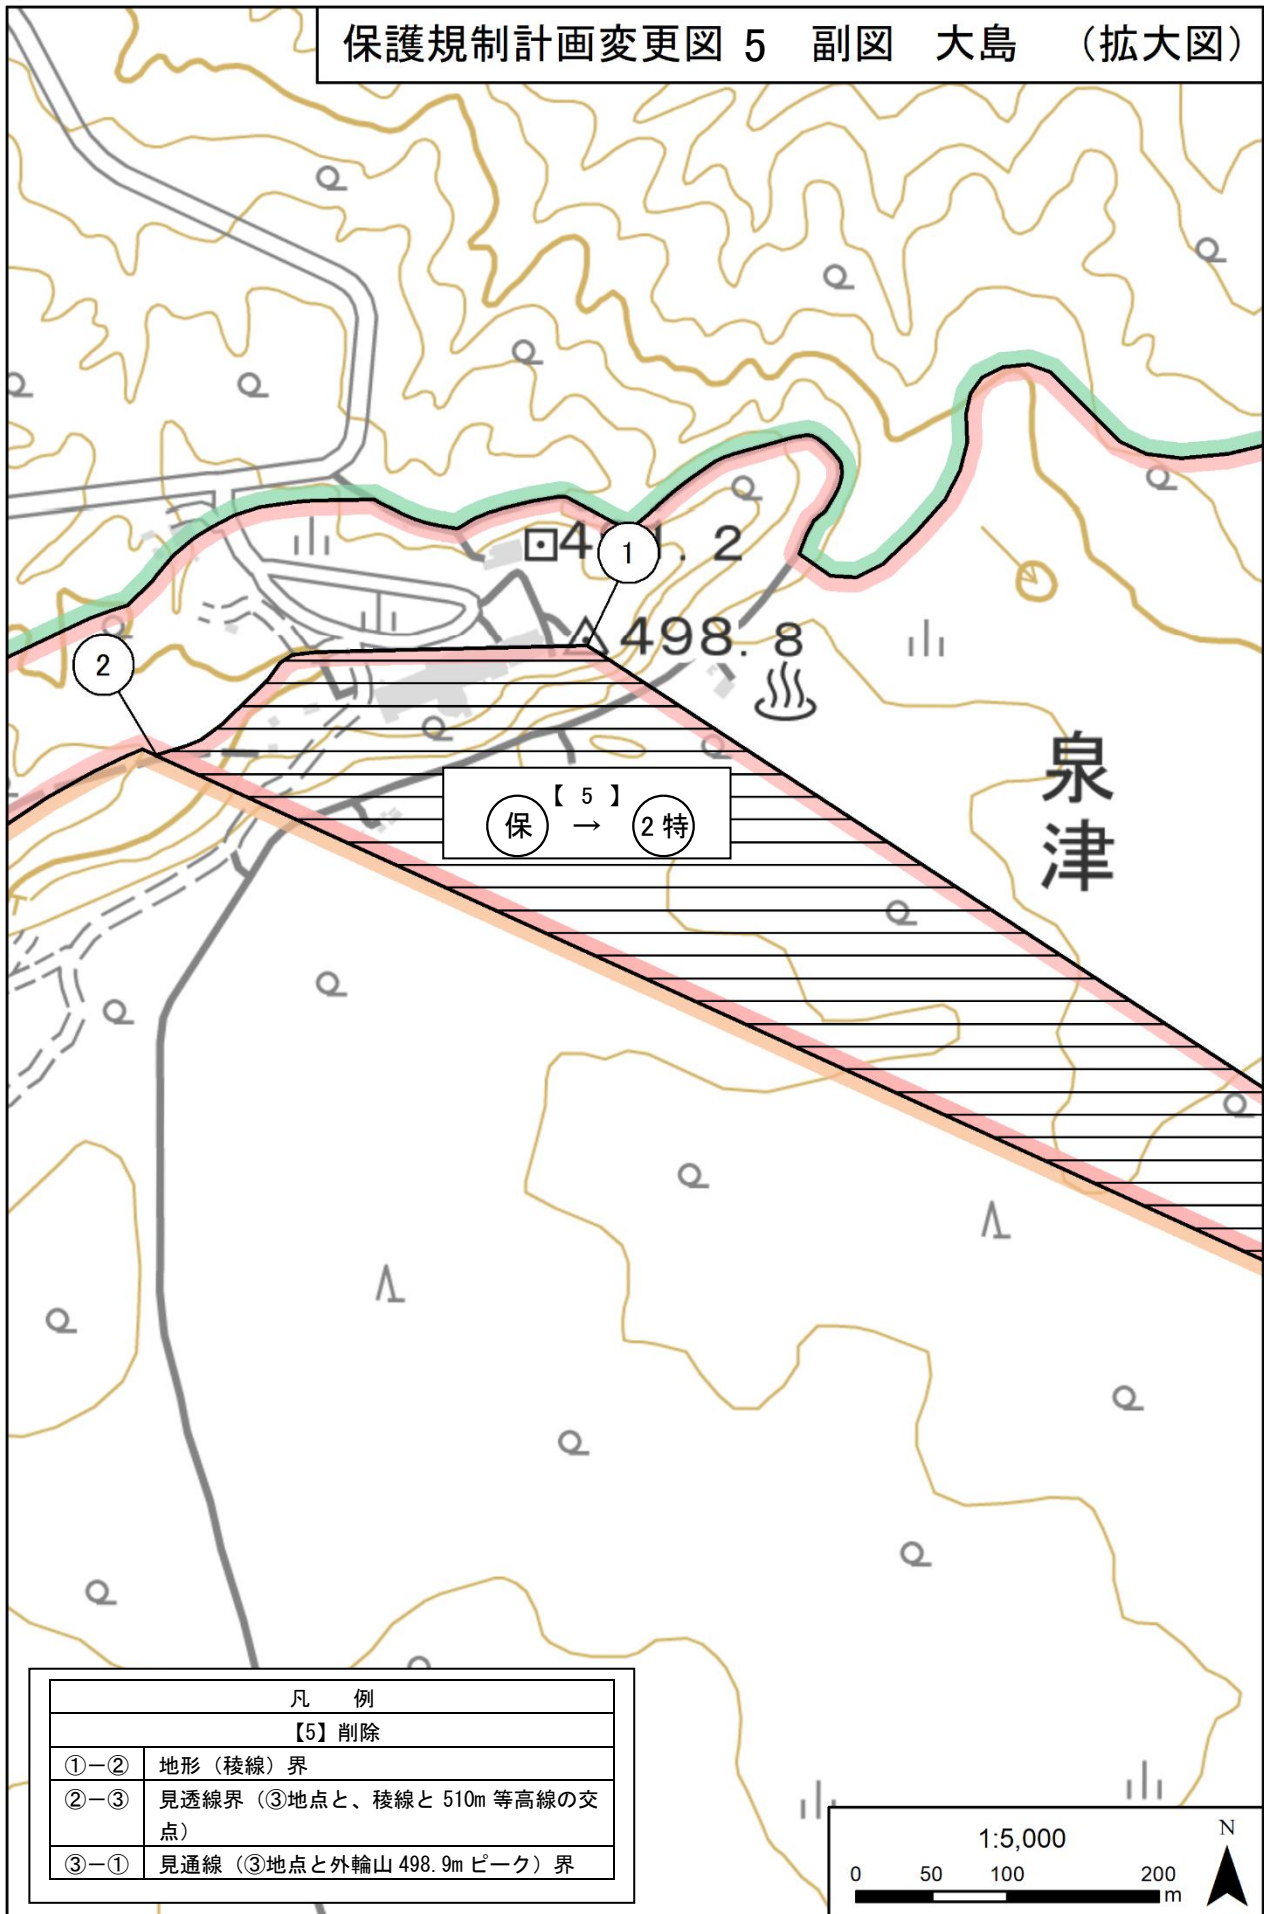 保護規制計画変更図 5 副図 大島 (拡大図)
1
498.8
2
泉津
【 5 】
保 → 2特
凡 例
【5】削除
①－② 地形（稜線）界
②－③ 見透線界（③地点と、稜線と 510m 等高線の交
点）
③－① 見通線（③地点と外輪山 498.9m ピーク）界
1:5,000
N
0 50 100 200
m